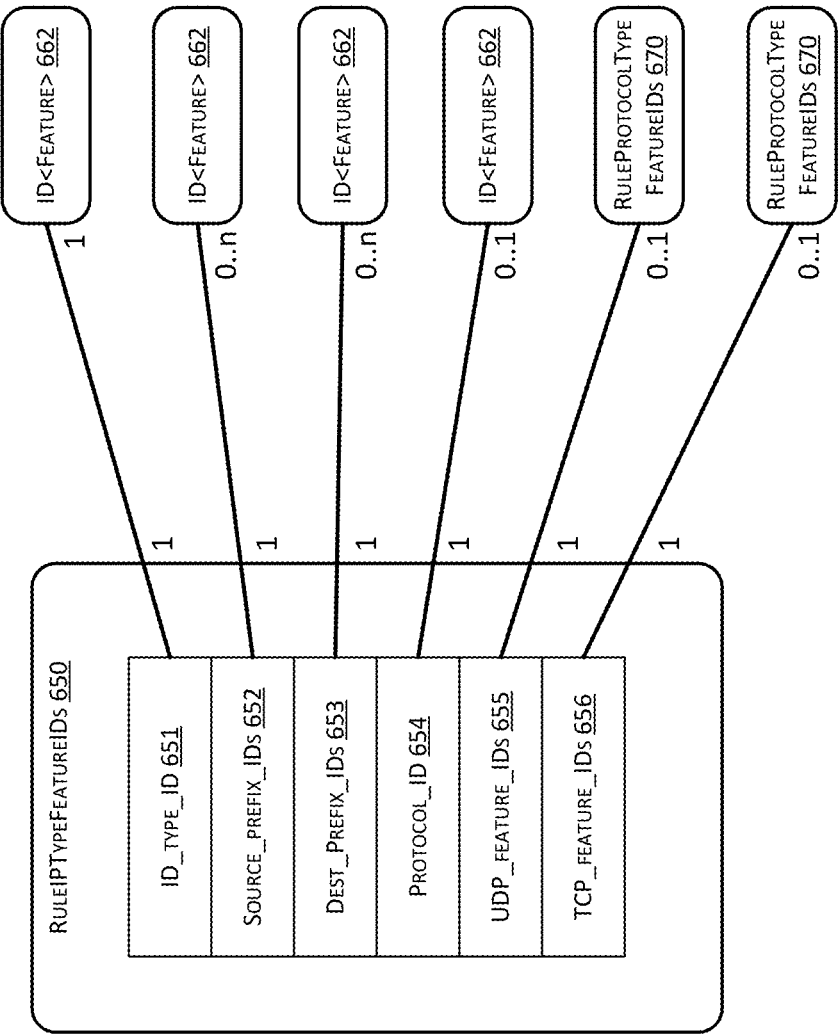 RuleIPTypeFeatureIDs 650
ID_type_ID 651
Source_prefix_IDs 652
Dest_Prefix_IDs 653
Protocol_ID 654
UDP_feature_IDs 655
TCP_feature_IDs 656
1
1
1
1
1
1
1
0..n
0..n
0..1
0..1
0..1
ID<Feature> 662
ID<Feature> 662
ID<Feature> 662
ID<Feature> 662
RuleProtocolType
FeatureIDs 670
RuleProtocolType
FeatureIDs 670